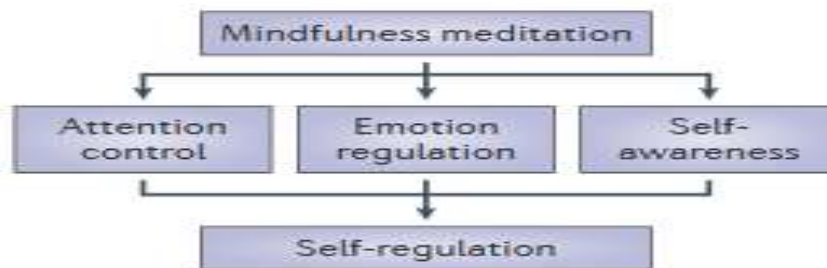 Mindfulness meditation
Attention
control
Emotion
regulation
Self-
awareness
Self-regulation